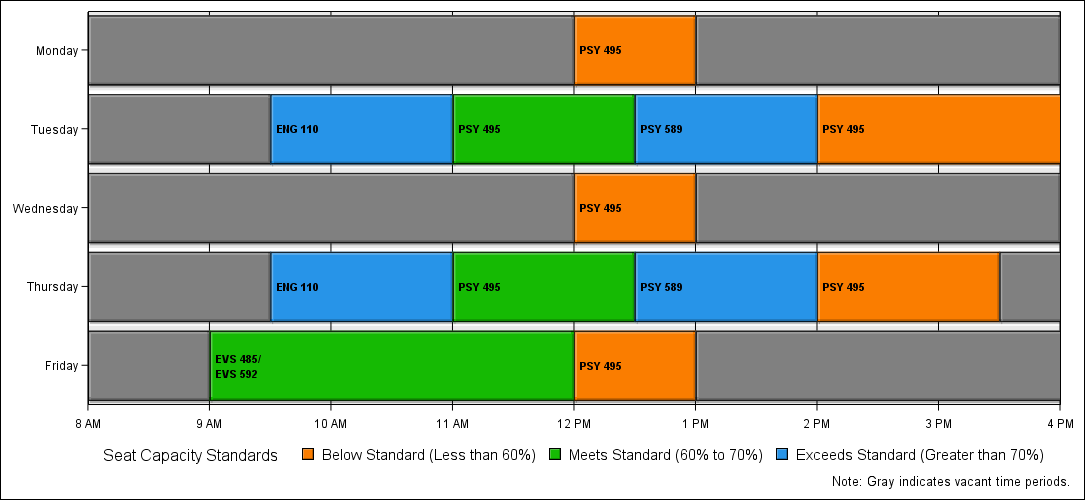 Monday
PSY 495
Tuesday
ENG 110
PSY 495
PSY 589
PSY 495
Wednesday
PSY 495
Thursday
ENG 110
PSY 495
PSY 589
PSY 495
Friday
EVS 485/
EVS 592
PSY 495
8 AM 9 AM 10 AM 11 AM 12 PM 1 PM 2 PM 3 PM 4 PM
Seat Capacity Standards Below Standard (Less than 60%) Meets Standard (60% to 70%) Exceeds Standard (Greater than 70%)
Note: Gray indicates vacant time periods.